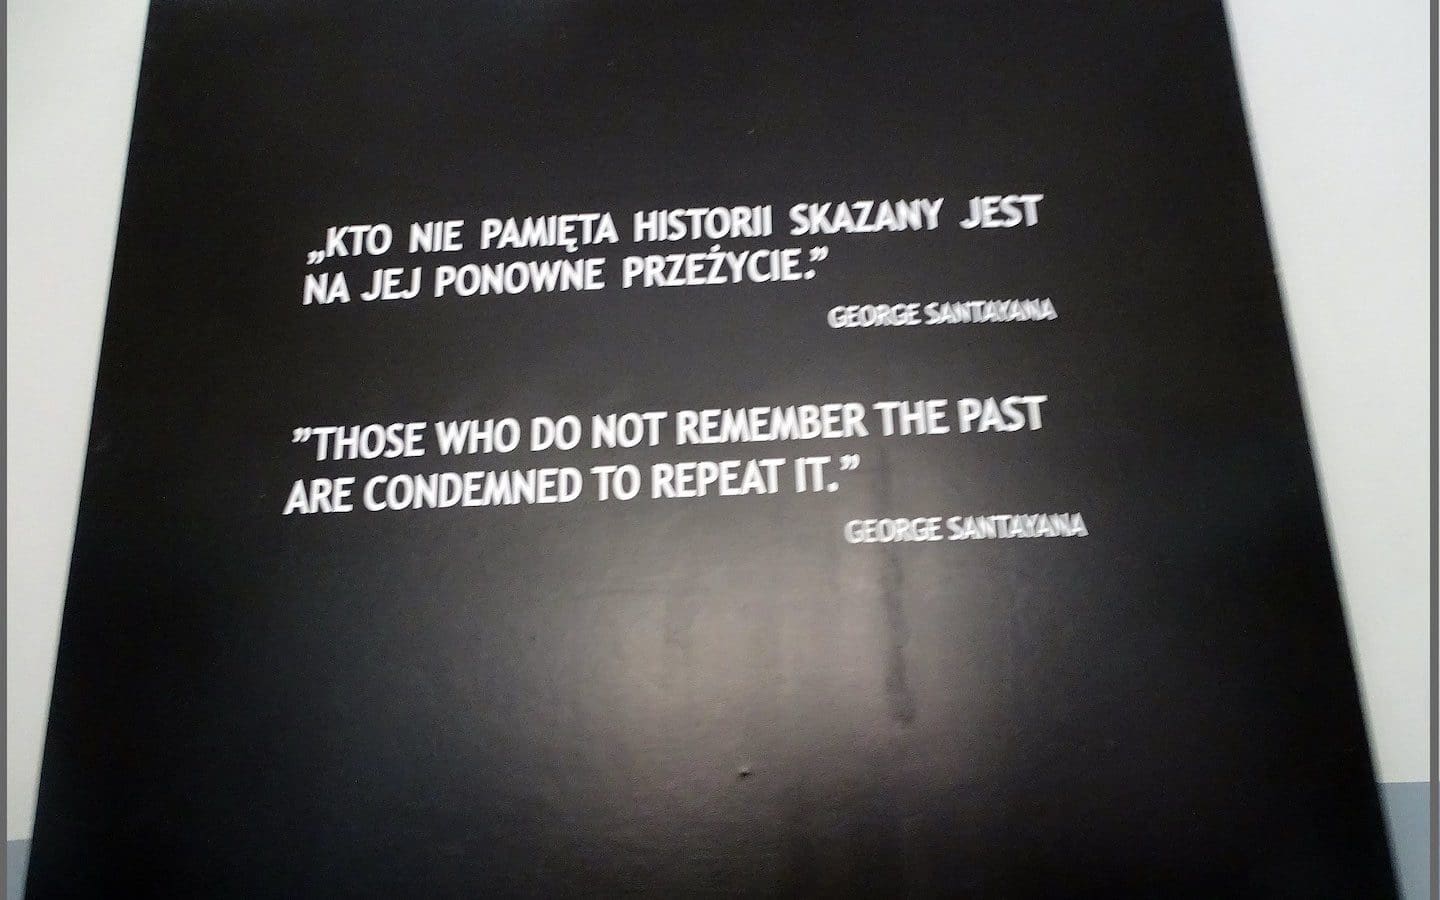 „KTO NIE PAMIĘTA HISTORII SKAZANY JEST
NA JEJ PONOWNE PRZEŻYCIE.”
GEORGE SANTAYANA
”THOSE WHO DO NOT REMEMBER THE PAST
ARE CONDEMNED TO REPEAT IT.”
GEORGE SANTAYANA